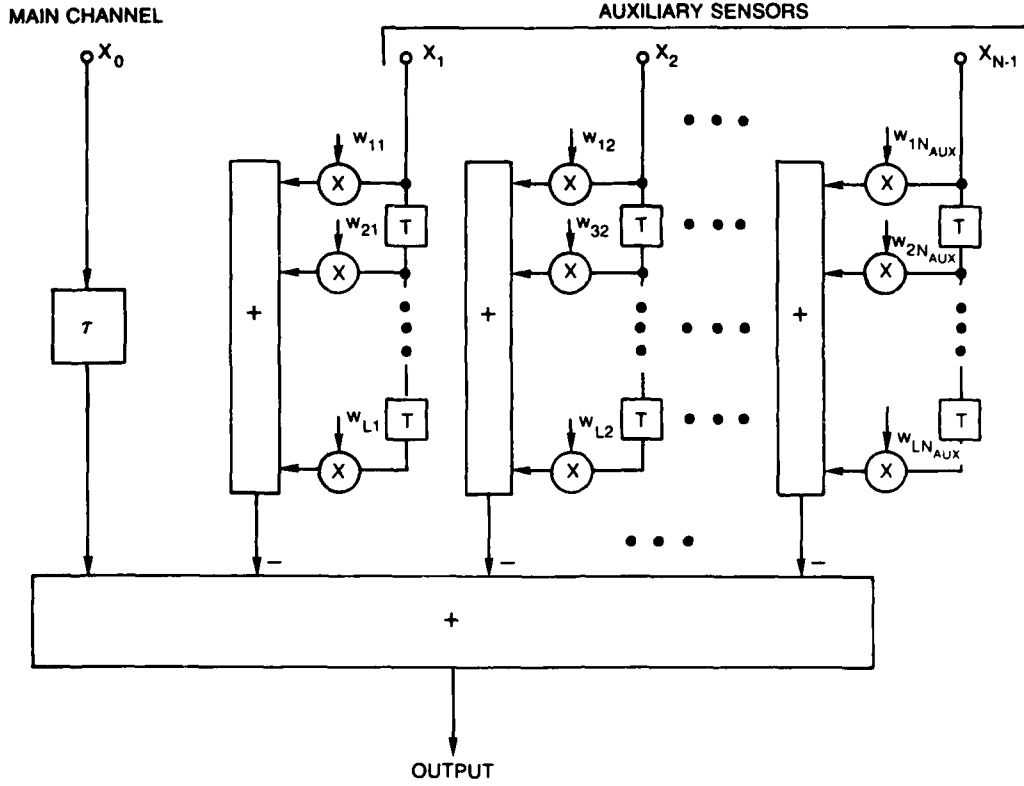 MAIN CHANNEL
AUXILIARY SENSORS
X0 X1 X2 XN-1
w11 w12 w1NAUX
X X X
T T T
w21 w32 w2NAUX
X X X
τ + + +
wL1 T wL2 T wLNAUX T
X X X
− − −
+
OUTPUT